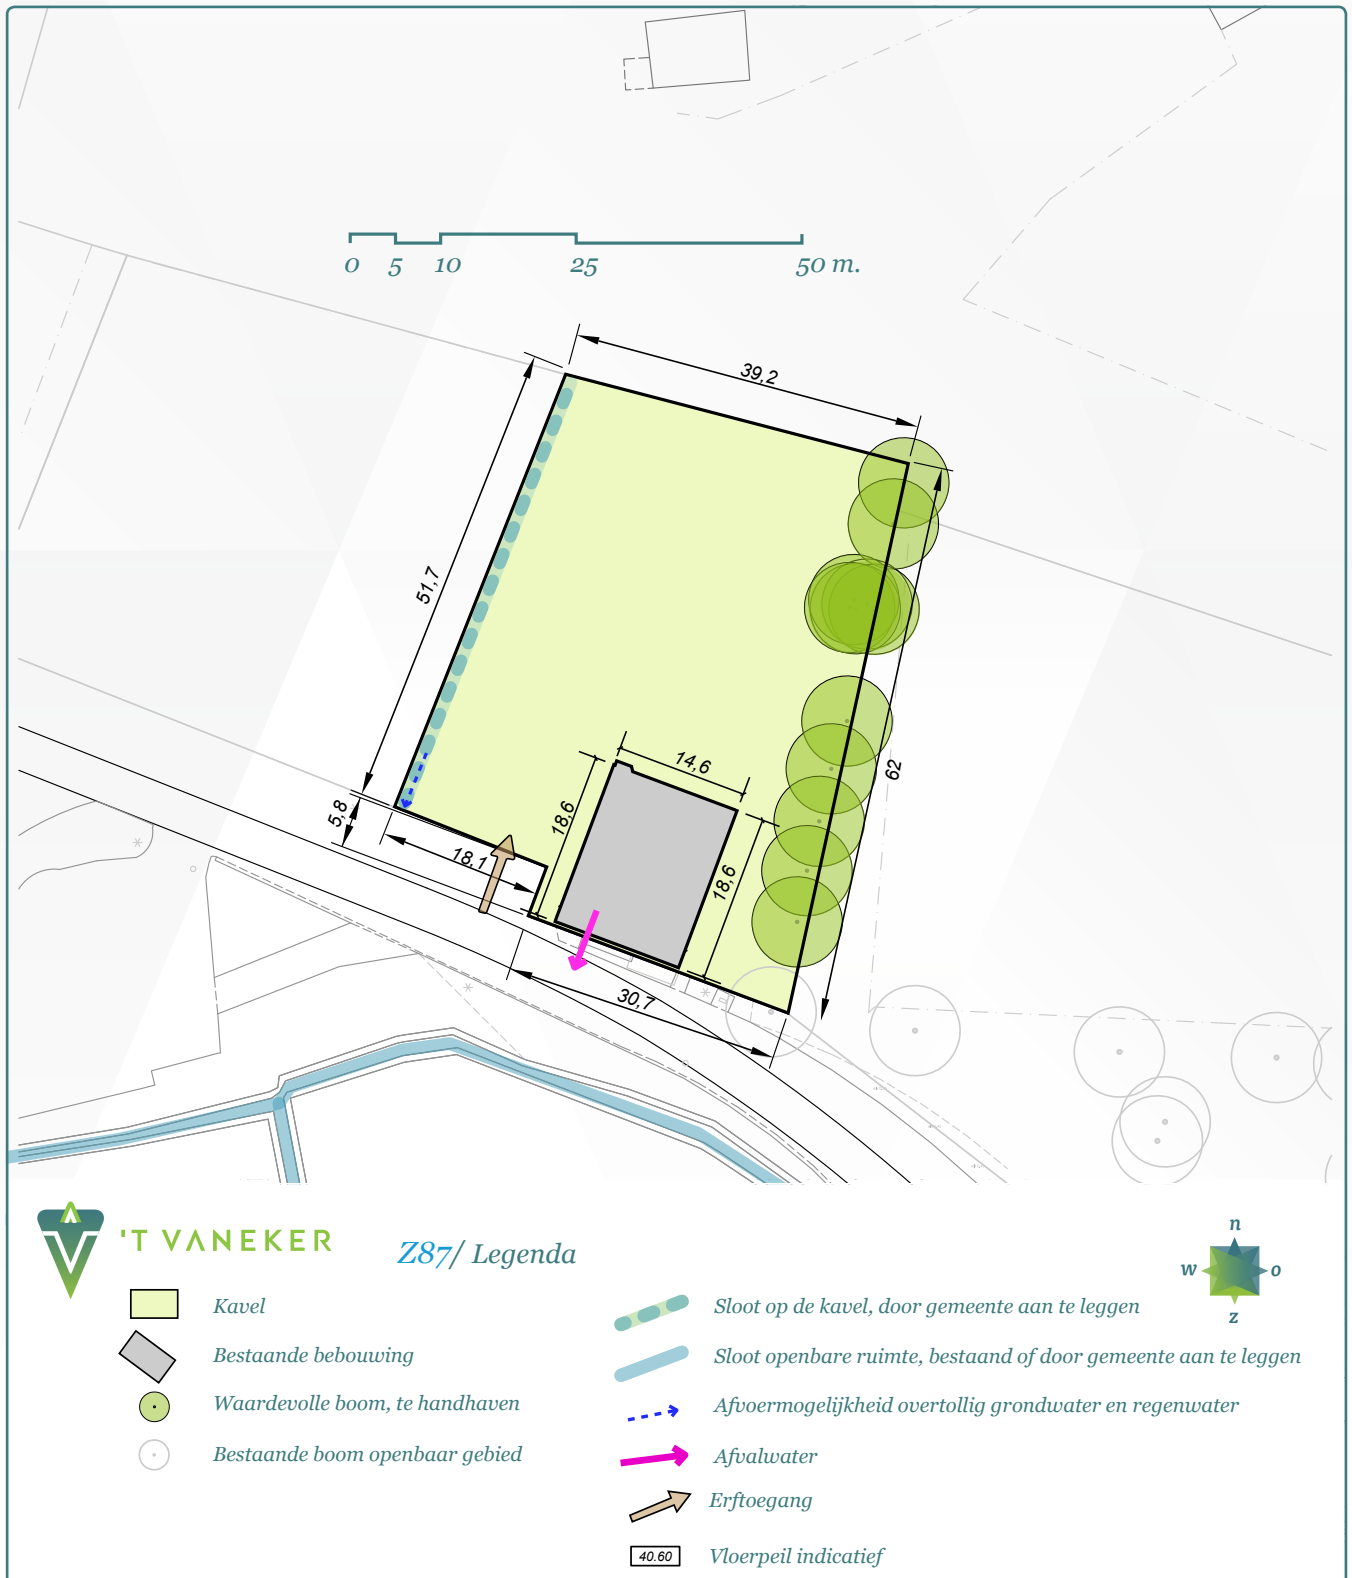 0 5 10 25 50 m.
39,2
51,7
62
14,6
18,6
18,6
5,8
18,1
30,7
'T VANEKER
Z87/ Legenda
n
w o
z
Kavel
Bestaande bebouwing
Waardevolle boom, te handhaven
Bestaande boom openbaar gebied
Sloot op de kavel, door gemeente aan te leggen
Sloot openbare ruimte, bestaand of door gemeente aan te leggen
Afvoermogelijkheid overtollig grondwater en regenwater
Afvalwater
Erftoegang
40.60 Vloerpeil indicatief